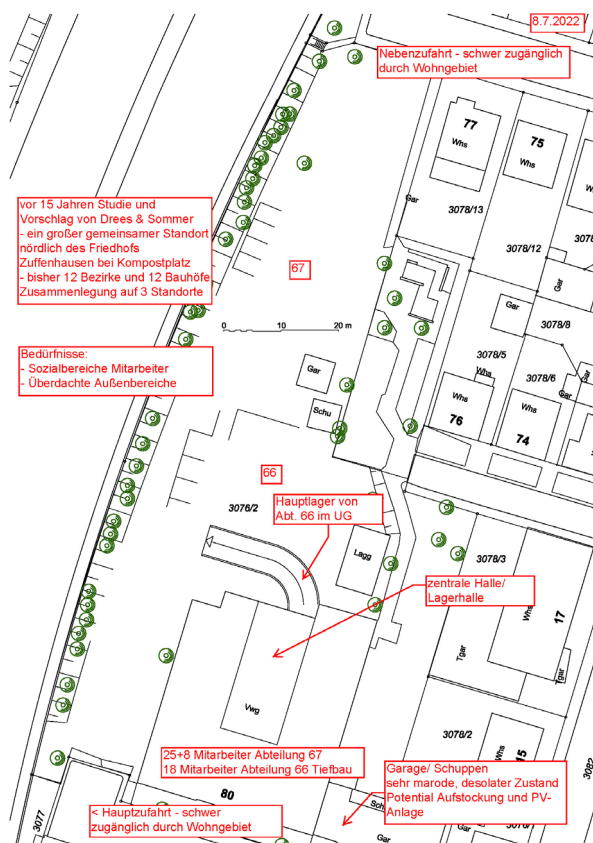 8.7.2022
Nebenzufahrt - schwer zugänglich
durch Wohngebiet
77
Whs
75
Whs
Gar
3078/13
3078/12
vor 15 Jahren Studie und
Vorschlag von Drees & Sommer
- ein großer gemeinsamer Standort
nördlich des Friedhofs
Zuffenhausen bei Kompostplatz
- bisher 12 Bezirke und 12 Bauhöfe
Zusammenlegung auf 3 Standorte
67
Gar
Gar
3078/8
0 10 20 m
Bedürfnisse:
- Sozialbereiche Mitarbeiter
- Überdachte Außenbereiche
3078/5
Whs
3078/6
Gar
Gar
Gar
Schu
Whs
76
Whs
74
66
3076/2
Hauptlager von
Abt. 66 im UG
Lagg
3078/3
zentrale Halle/
Lagerhalle
Whs
17
Tgar
Tgar
Vwg
3078/2
Whs
15
25+8 Mitarbeiter Abteilung 67
18 Mitarbeiter Abteilung 66 Tiefbau
Garage/ Schuppen
sehr marode, desolater Zustand
Potential Aufstockung und PV-
Anlage
80
3077
< Hauptzufahrt - schwer
zugänglich durch Wohngebiet
Gar
Gar